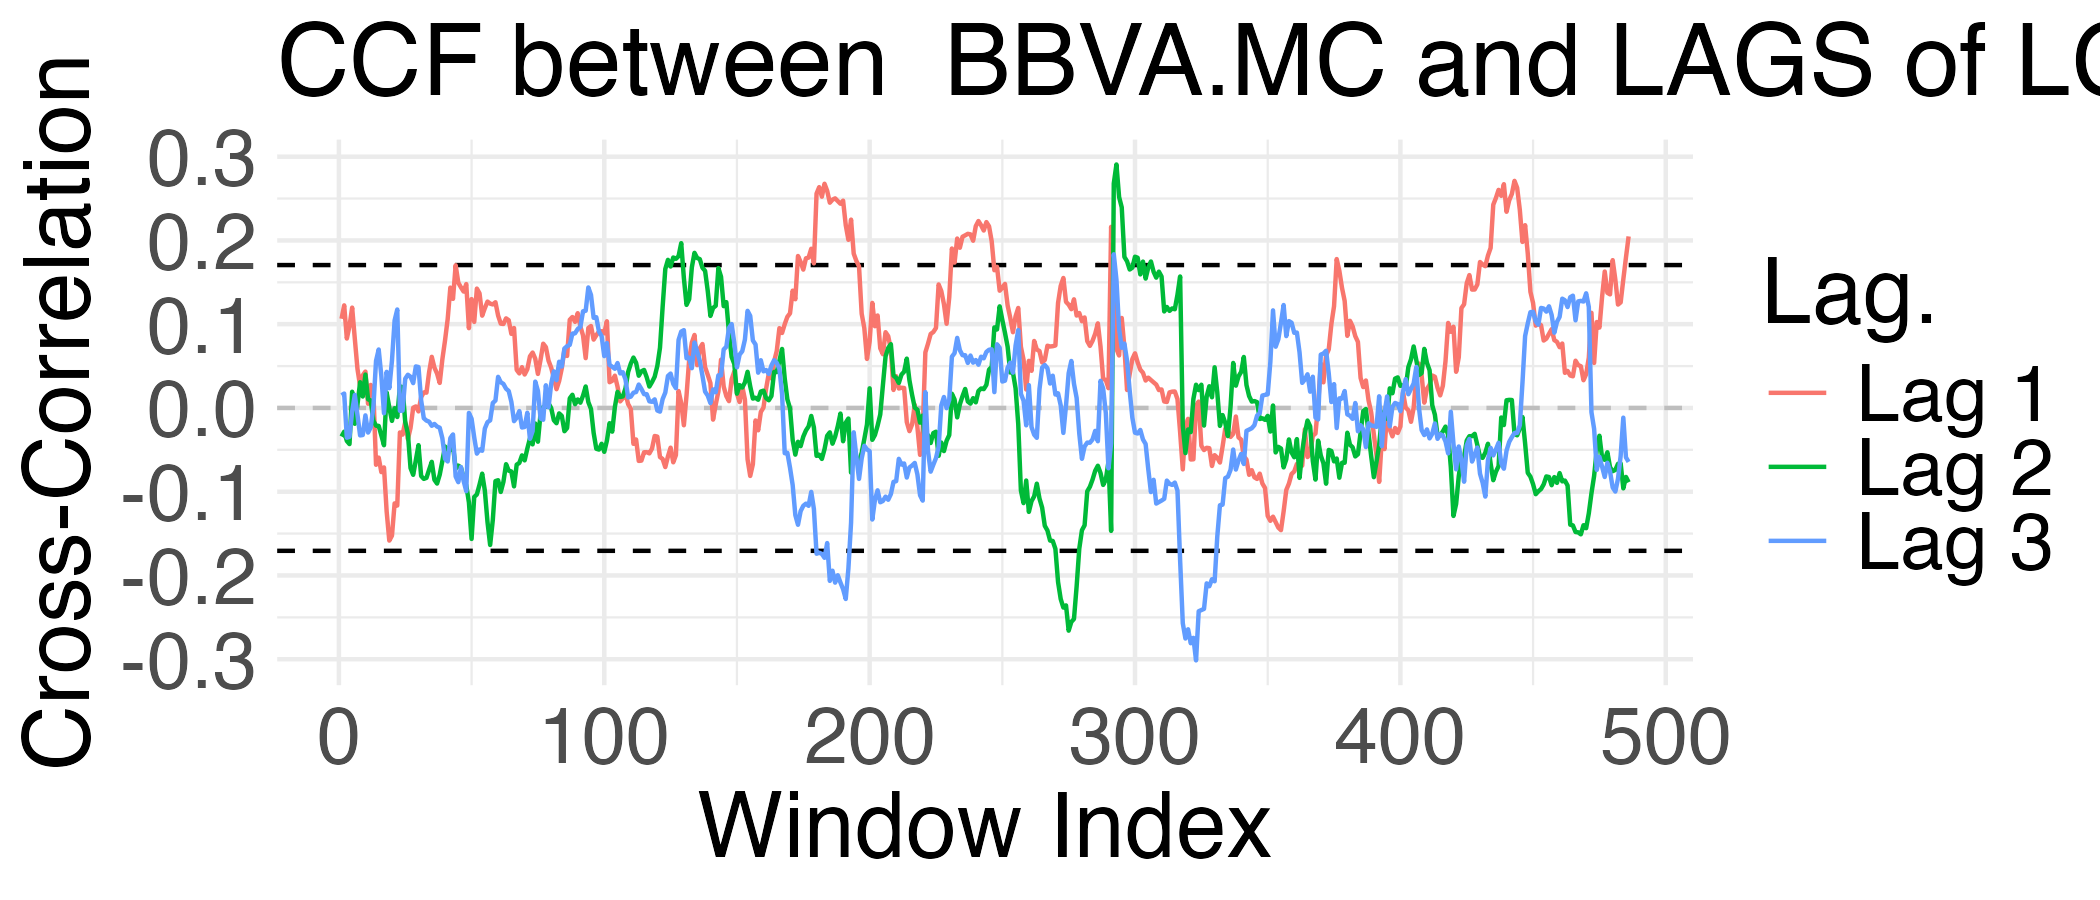 CCF between BBVA.MC and LAGS of
Cross-Correlation
0.3
0.2
0.1
0.0
-0.1
-0.2
-0.3
0 100 200 300 400 500
Window Index
Lag.
Lag 1
Lag 2
Lag 3